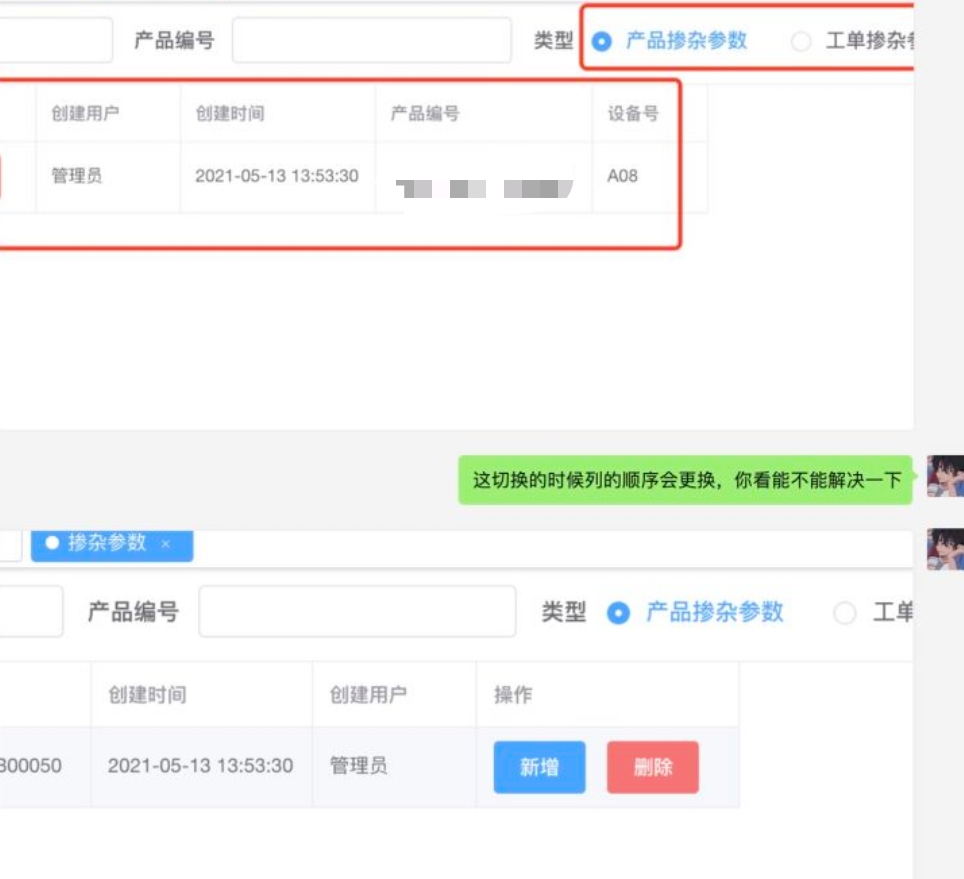 产品编号 类型 产品掺杂参数 工单掺杂
创建用户 创建时间 产品编号 设备号
管理员 2021-05-13 13:53:30 A08
这切换的时候列的顺序会更换，你看能不能解决一下
掺杂参数 ×
产品编号 类型 产品掺杂参数 工单
创建时间 创建用户 操作
300050 2021-05-13 13:53:30 管理员 新增 删除